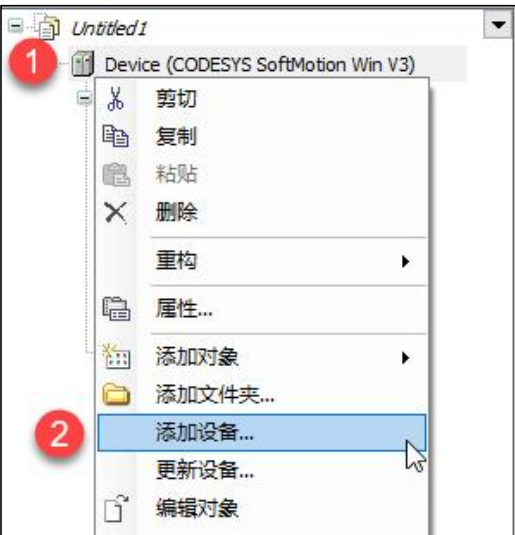 Untitled1
1
Device (CODESYS SoftMotion Win V3)
剪切
复制
粘贴
删除
重构
属性...
添加对象
添加文件夹...
2
添加设备...
更新设备...
编辑对象